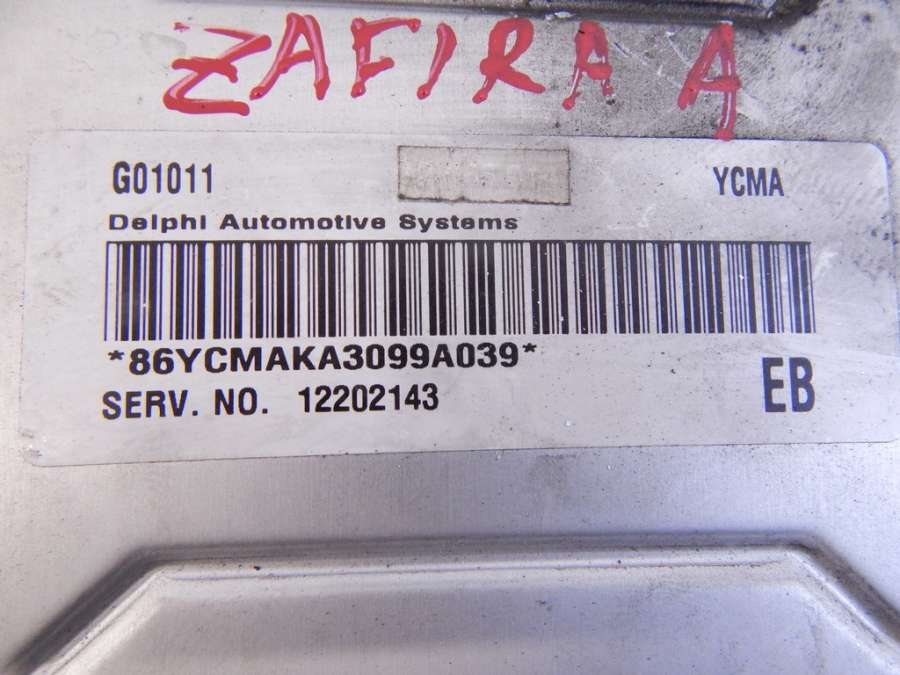 ZAFIRA A
G01011 YCMA
Delphi Automotive Systems
*86YCMAKA3099A039*
SERV. NO. 12202143 EB